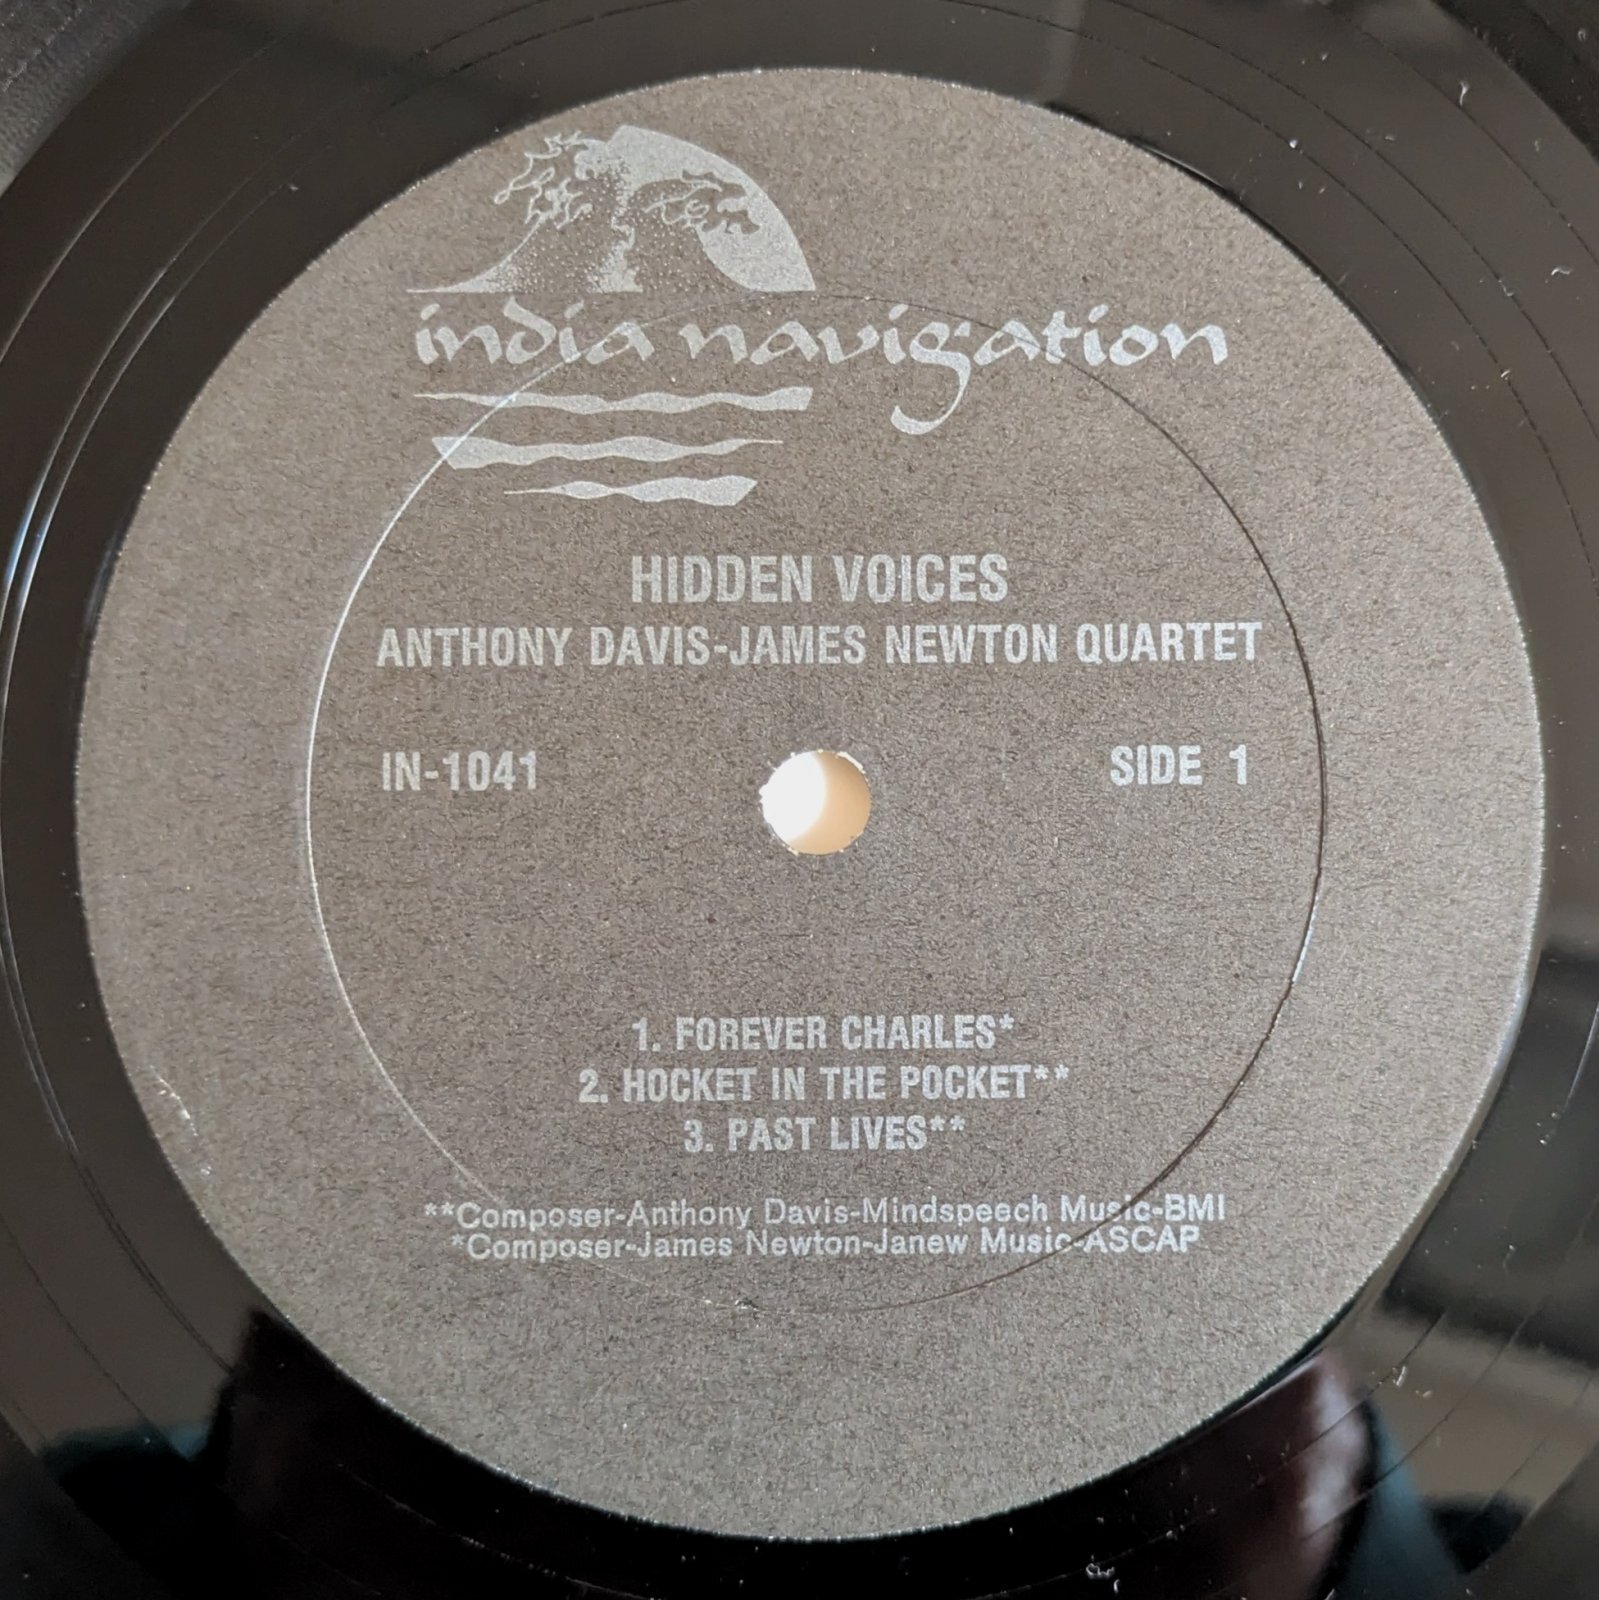 india navigation
HIDDEN VOICES
ANTHONY DAVIS-JAMES NEWTON QUARTET
IN-1041
SIDE 1
1. FOREVER CHARLES*
2. HOCKET IN THE POCKET**
3. PAST LIVES**
**Composer-Anthony Davis-Mindspeech Music-BMI
*Composer-James Newton-Janew Music-ASCAP